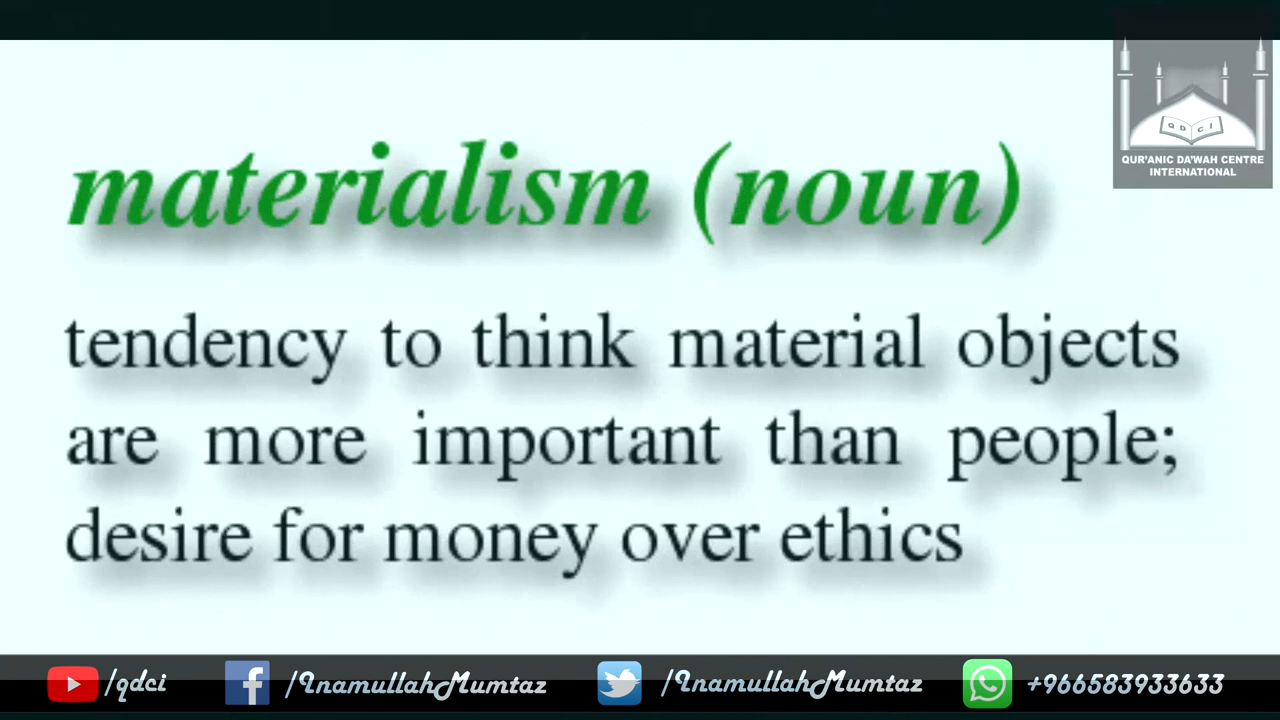 Q D C I
QUR'ANIC DA'WAH CENTRE
INTERNATIONAL
materialism (noun)
tendency to think material objects
are more important than people;
desire for money over ethics
/qdci /InamullahMumtaz /InamullahMumtaz +966583933633